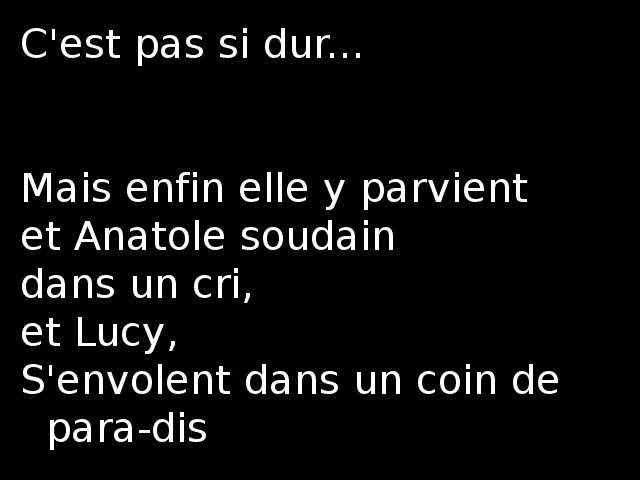 C'est pas si dur...
Mais enfin elle y parvient
et Anatole soudain
dans un cri,
et Lucy,
S'envolent dans un coin de
para-dis